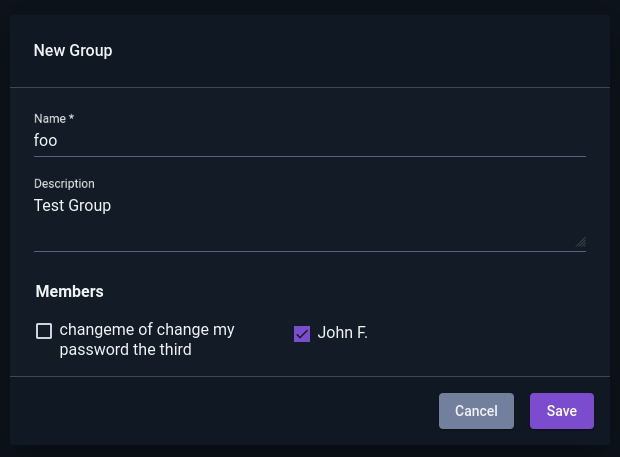 New Group
Name *
foo
Description
Test Group
Members
changeme of change my
password the third
John F.
Cancel
Save